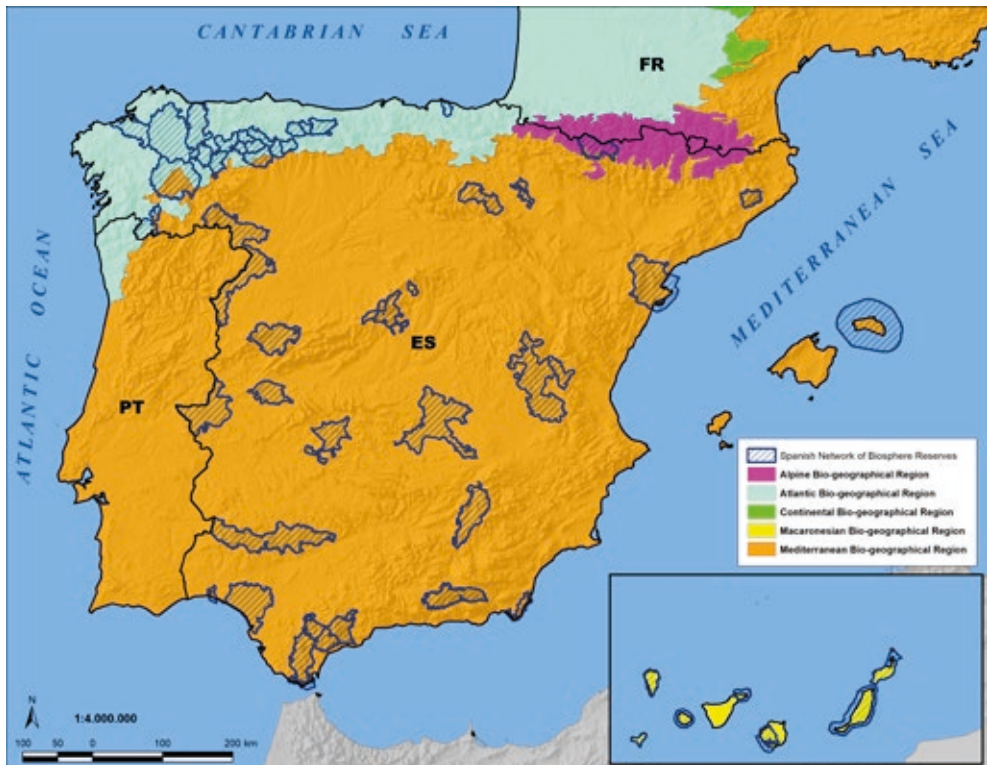 CANTABRIAN SEA
FR
ATLANTIC OCEAN
MEDITERRANEAN SEA
ES
PT
Spanish Network of Biosphere Reserves
Alpine Bio-geographical Region
Atlantic Bio-geographical Region
Continental Bio-geographical Region
Macaronesian Bio-geographical Region
Mediterranean Bio-geographical Region
N
1:4.000.000
100 50 0 100 200 km